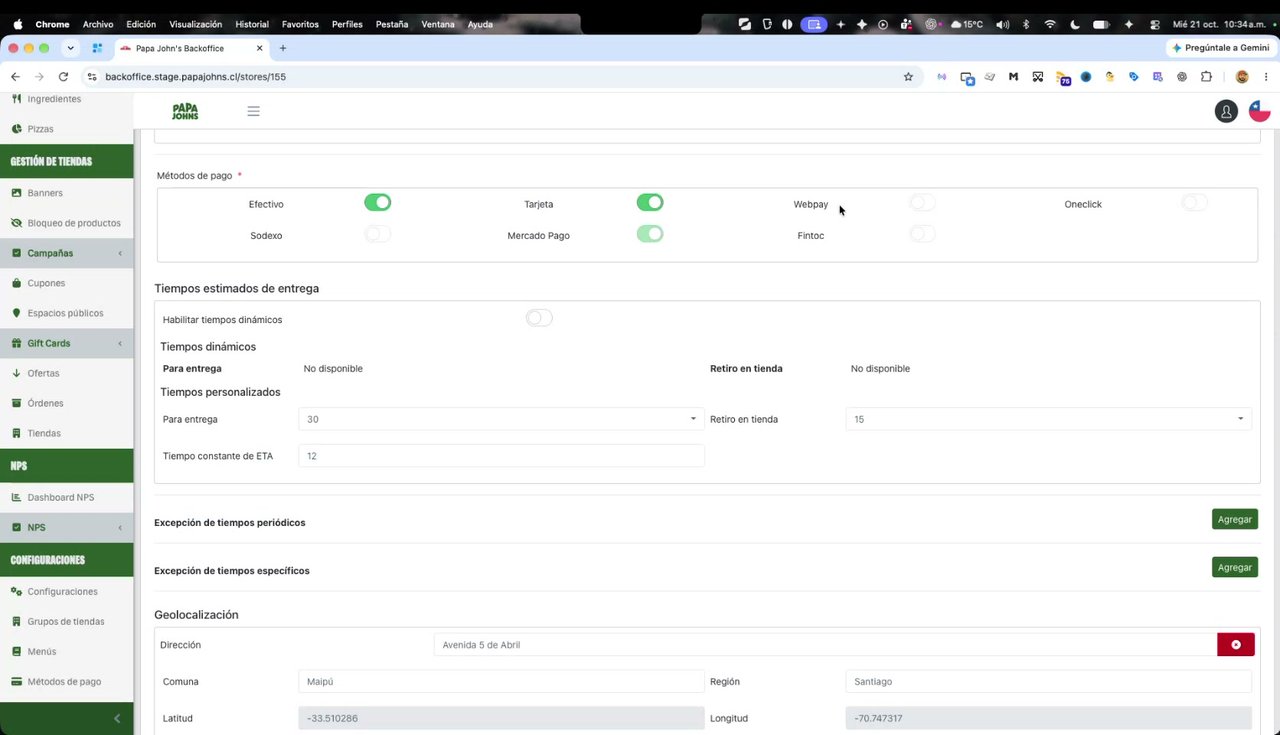 Chrome Archivo Edición Visualización Historial Favoritos Perfiles Pestaña Ventana Ayuda 15°C Mié 21 oct. 10:34 a.m.
Papa John's Backoffice
Pregúntale a Gemini
backoffice.stage.papajohns.cl/stores/155
75
Ingredientes
Pizzas
GESTIÓN DE TIENDAS
Banners
Bloqueo de productos
Campañas
Cupones
Espacios públicos
Gift Cards
Ofertas
Órdenes
Tiendas
NPS
Dashboard NPS
NPS
CONFIGURACIONES
Configuraciones
Grupos de tiendas
Menús
Métodos de pago
PAPA JOHNS
Métodos de pago *
Efectivo Tarjeta Webpay Oneclick
Sodexo Mercado Pago Fintoc
Tiempos estimados de entrega
Habilitar tiempos dinámicos
Tiempos dinámicos
Para entrega No disponible Retiro en tienda No disponible
Tiempos personalizados
Para entrega 30 Retiro en tienda 15
Tiempo constante de ETA 12
Excepción de tiempos periódicos Agregar
Excepción de tiempos específicos Agregar
Geolocalización
Dirección Avenida 5 de Abril
Comuna Maipú Región Santiago
Latitud -33.510286 Longitud -70.747317